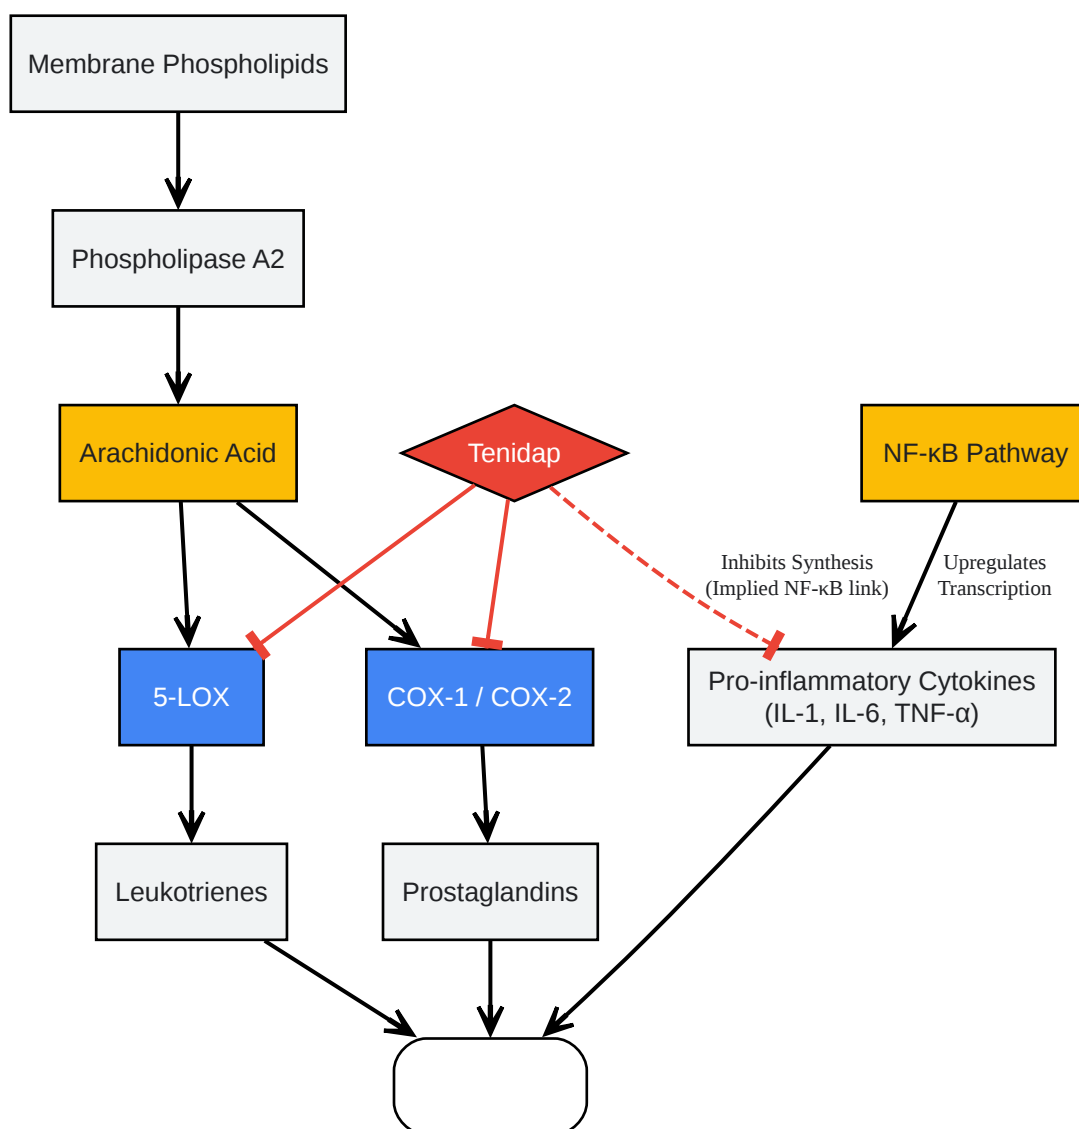 Membrane Phospholipids
Phospholipase A2
Arachidonic Acid
Tenidap
NF-κB Pathway
Inhibits Synthesis
(Implied NF-κB link)
Upregulates
Transcription
5-LOX
COX-1 / COX-2
Pro-inflammatory Cytokines
(IL-1, IL-6, TNF-α)
Leukotrienes
Prostaglandins